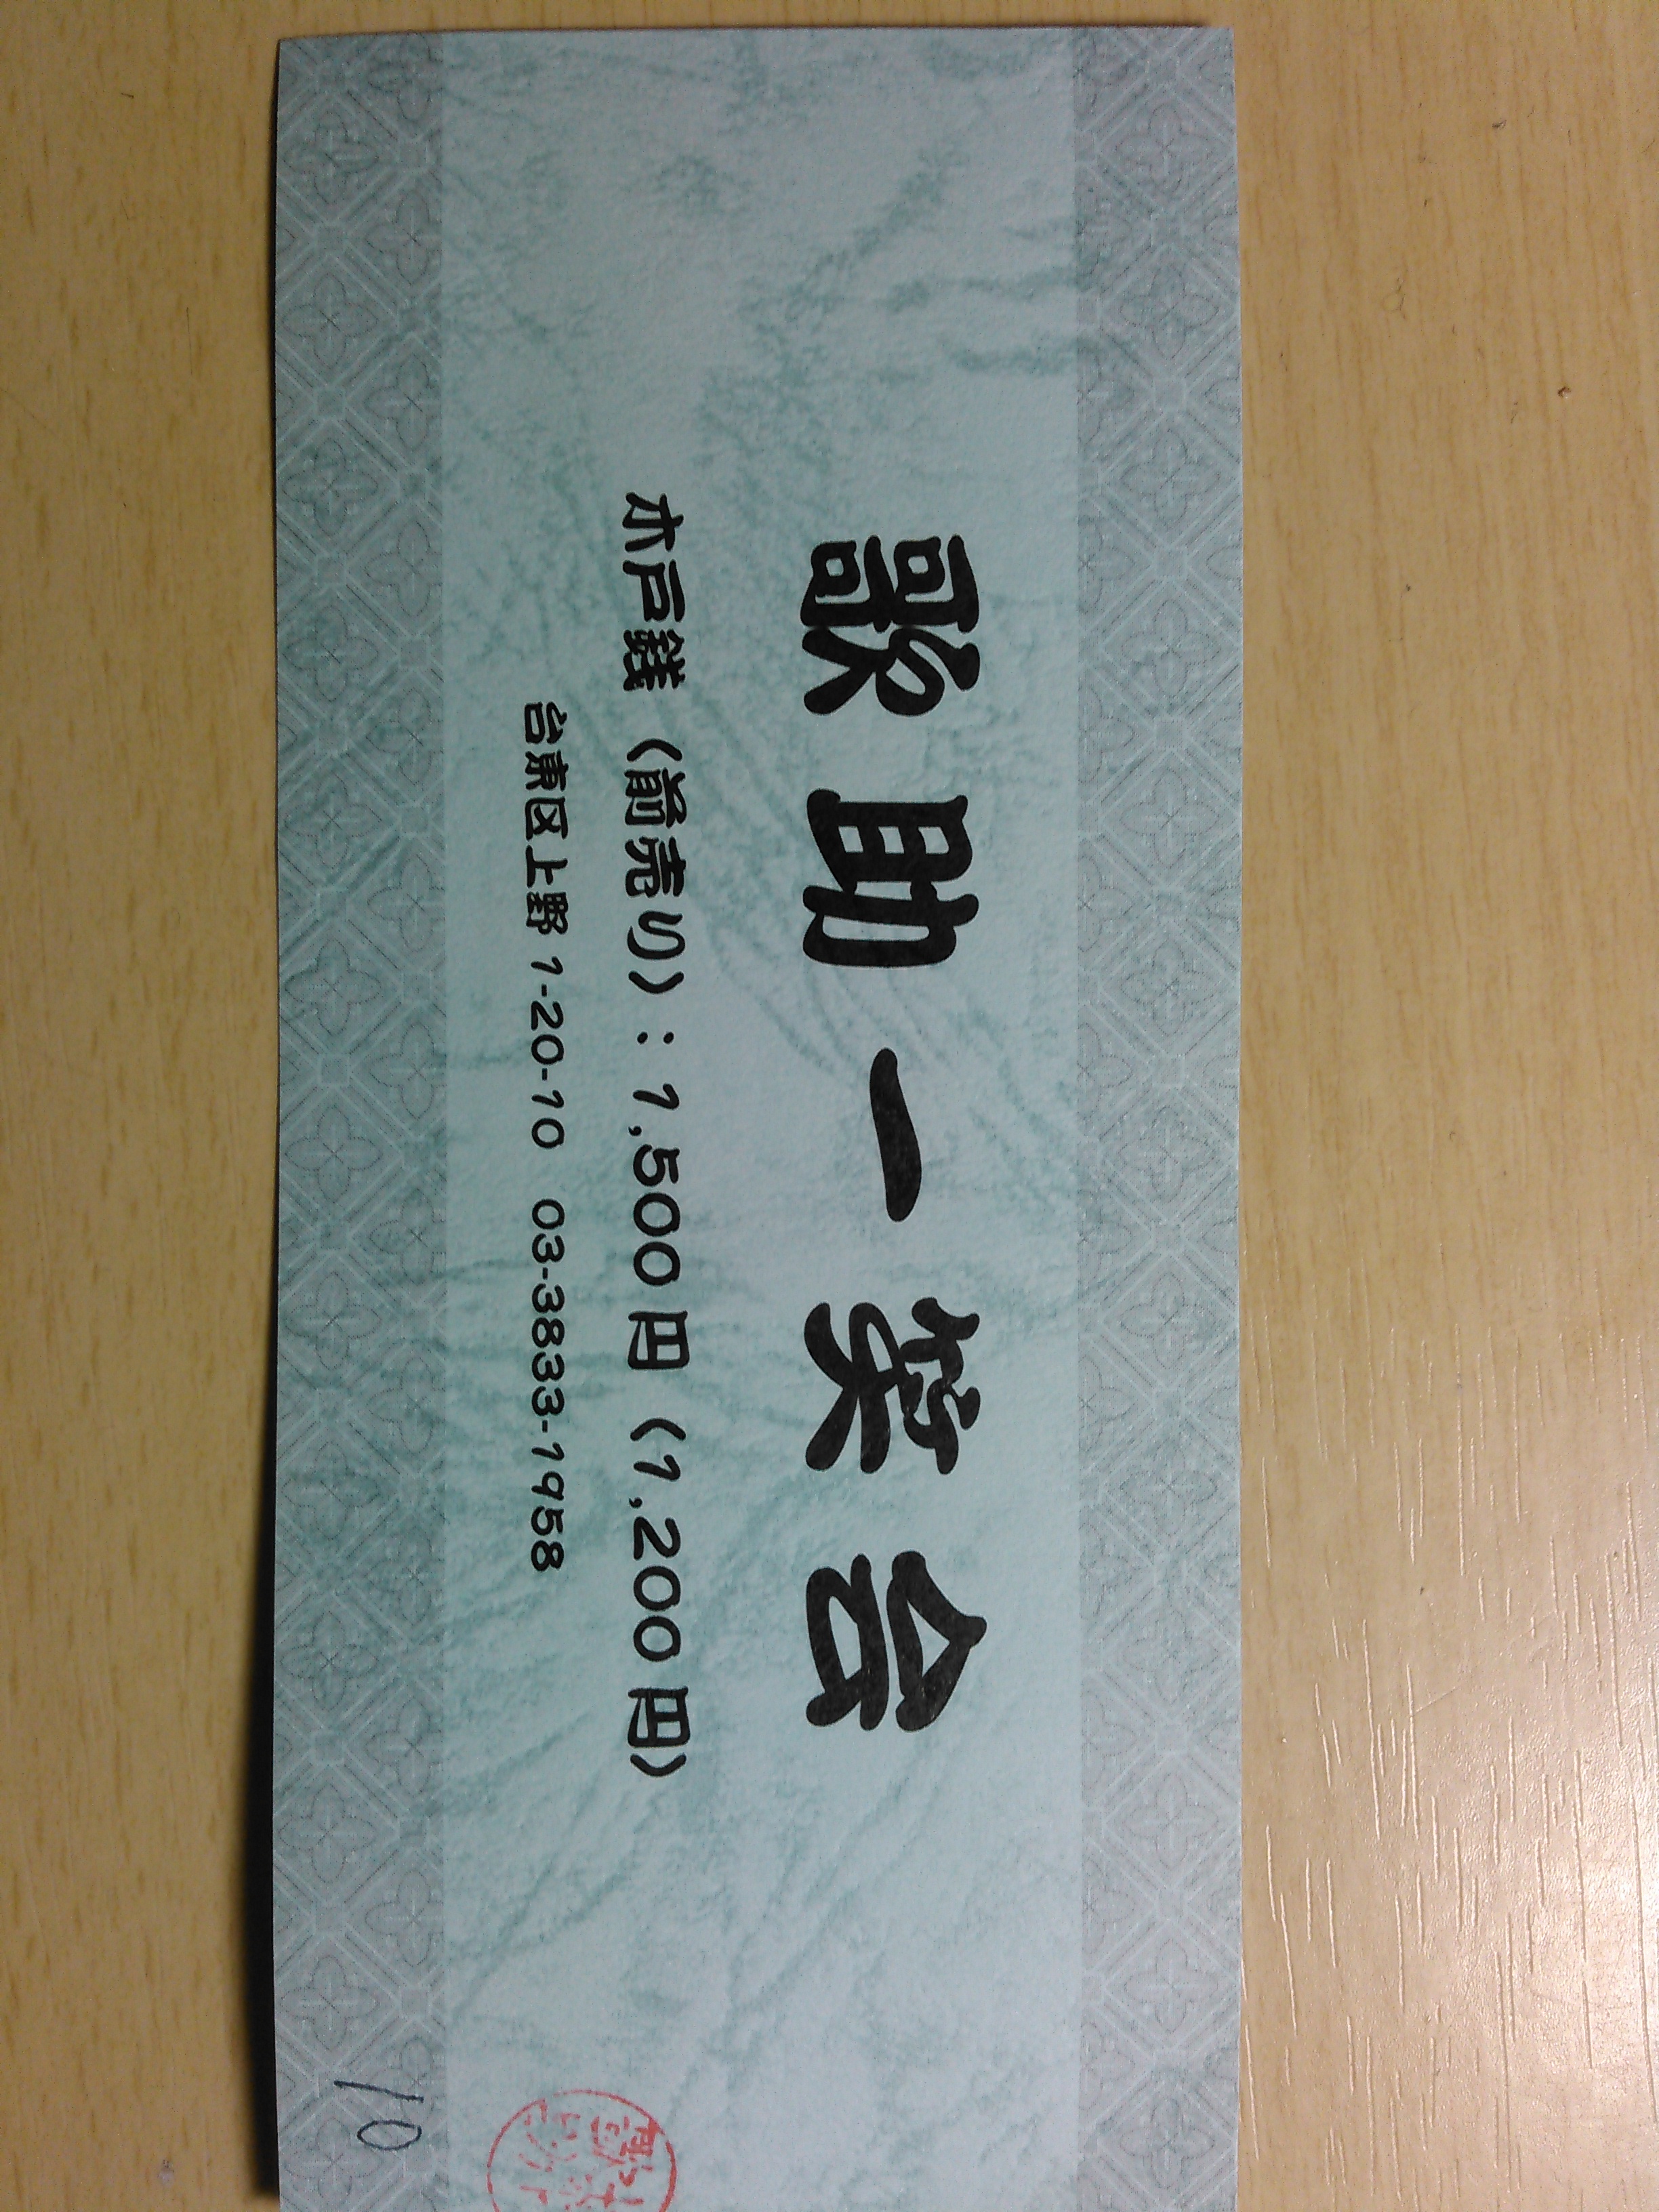 歌助一笑会
木戸銭（前売り）：1,500円（1,200円）
台東区上野1-20-10　03-3833-1958
10